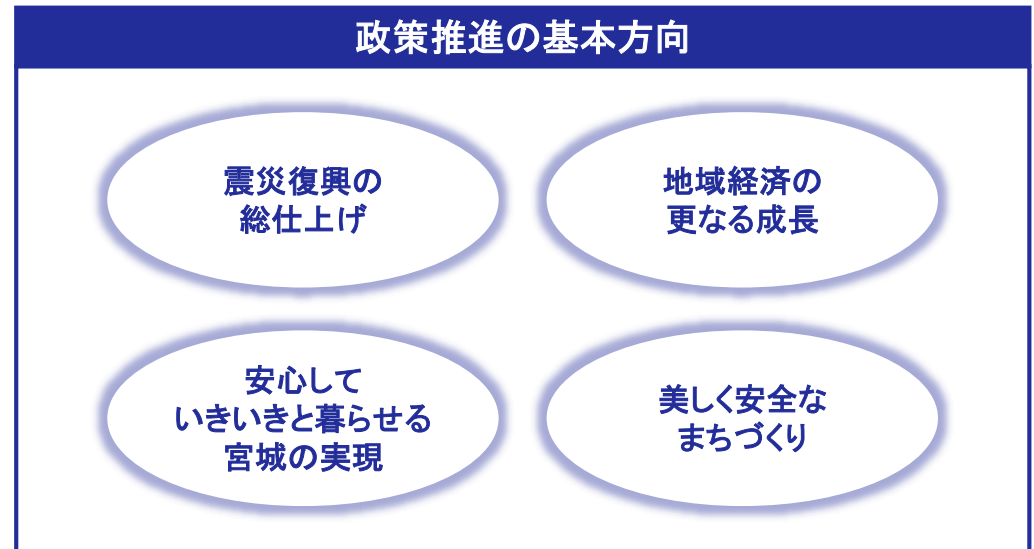 政策推進の基本方向
震災復興の
総仕上げ
地域経済の
更なる成長
安心して
いきいきと暮らせる
宮城の実現
美しく安全な
まちづくり